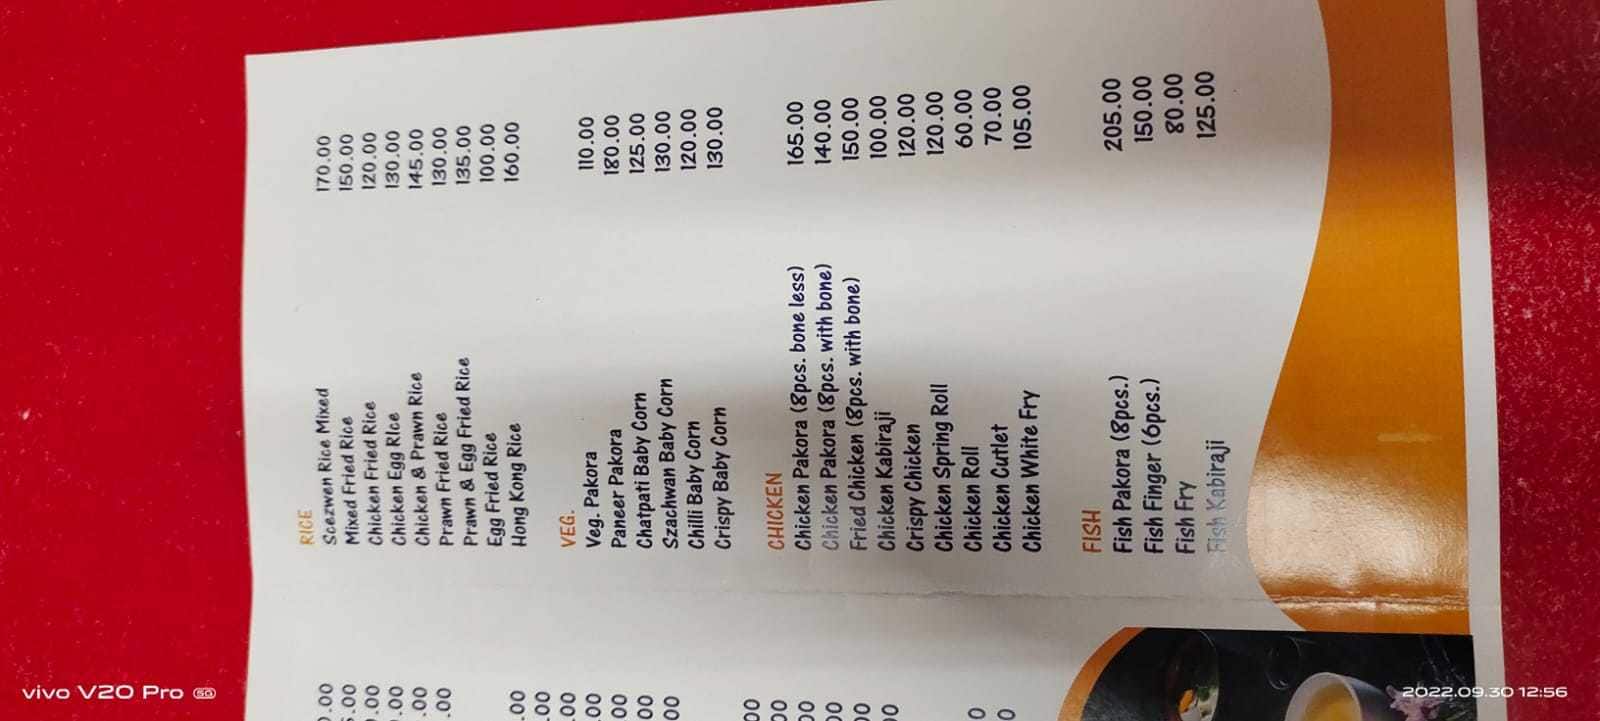 RICE
Scezwen Rice Mixed 170.00
Mixed Fried Rice 150.00
Chicken Fried Rice 120.00
Chicken Egg Rice 130.00
Chicken & Prawn Rice 145.00
Prawn Fried Rice 130.00
Prawn & Egg Fried Rice 135.00
Egg Fried Rice 100.00
Hong Kong Rice 160.00
VEG.
Veg. Pakora 110.00
Paneer Pakora 180.00
Chatpati Baby Corn 125.00
Szachwan Baby Corn 130.00
Chilli Baby Corn 120.00
Crispy Baby Corn 130.00
CHICKEN
Chicken Pakora (8pcs. bone less) 165.00
Chicken Pakora (8pcs. with bone) 140.00
Fried Chicken (8pcs. with bone) 150.00
Chicken Kabiraji 100.00
Crispy Chicken 120.00
Chicken Spring Roll 120.00
Chicken Roll 60.00
Chicken Cutlet 70.00
Chicken White Fry 105.00
FISH
Fish Pakora (8pcs.) 205.00
Fish Finger (6pcs.) 150.00
Fish Fry 80.00
Fish Kabiraji 125.00
vivo V20 Pro 5G
2022.09.30 12:56